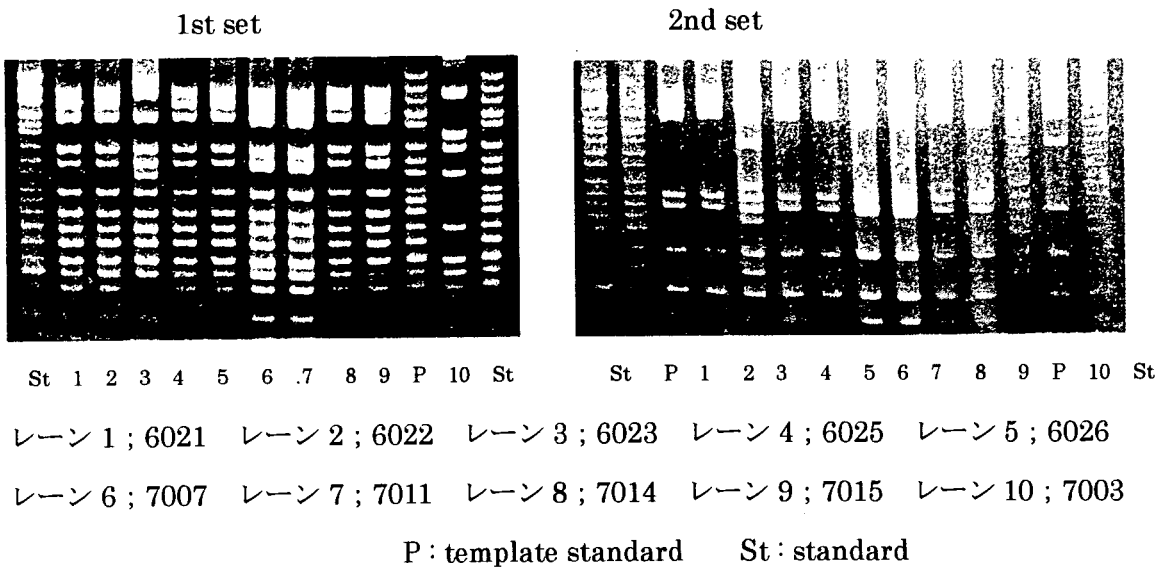 1st set
2nd set
St 1 2 3 4 5 6 .7 8 9 P 10 St
St P 1 2 3 4 5 6 7 8 9 P 10 St
レーン 1 ; 6021 レーン 2 ; 6022 レーン 3 ; 6023 レーン 4 ; 6025 レーン 5 ; 6026
レーン 6 ; 7007 レーン 7 ; 7011 レーン 8 ; 7014 レーン 9 ; 7015 レーン 10 ; 7003
P : template standard St : standard